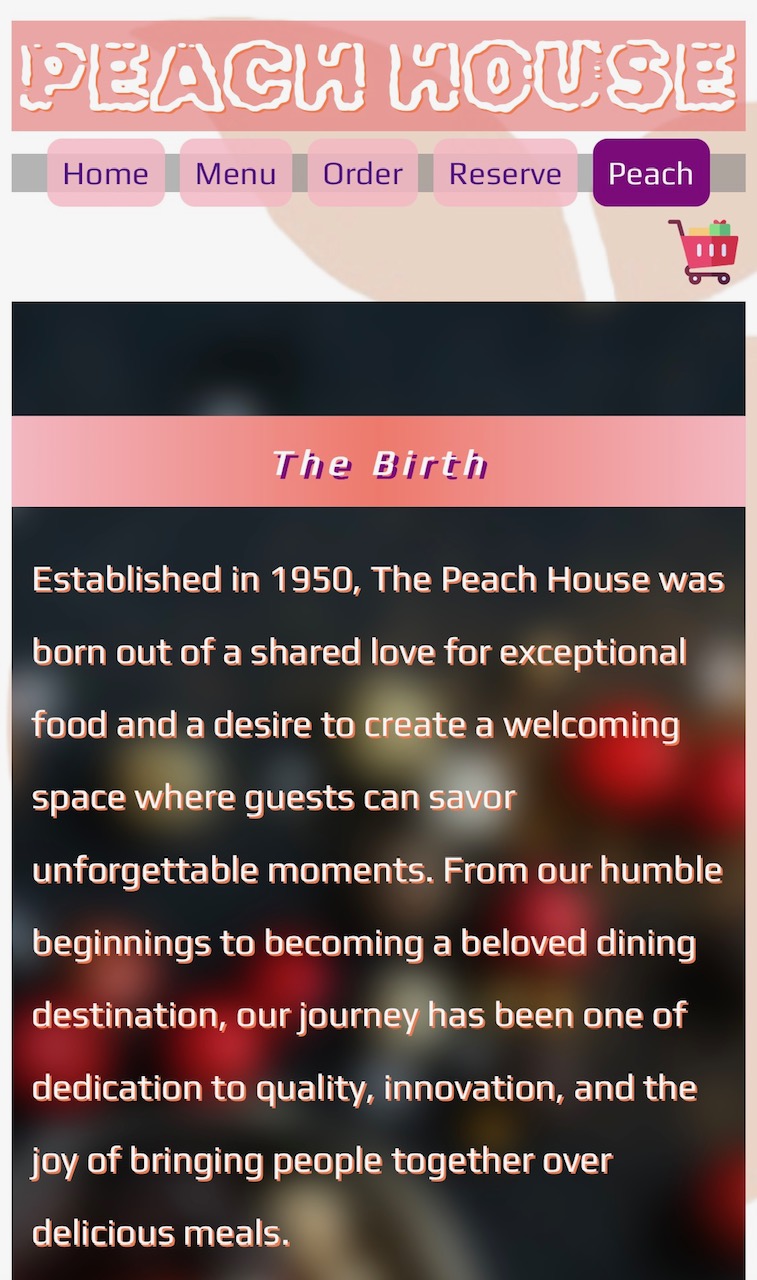 PEACH HOUSE
Home Menu Order Reserve Peach
The Birth
Established in 1950, The Peach House was
born out of a shared love for exceptional
food and a desire to create a welcoming
space where guests can savor
unforgettable moments. From our humble
beginnings to becoming a beloved dining
destination, our journey has been one of
dedication to quality, innovation, and the
joy of bringing people together over
delicious meals.